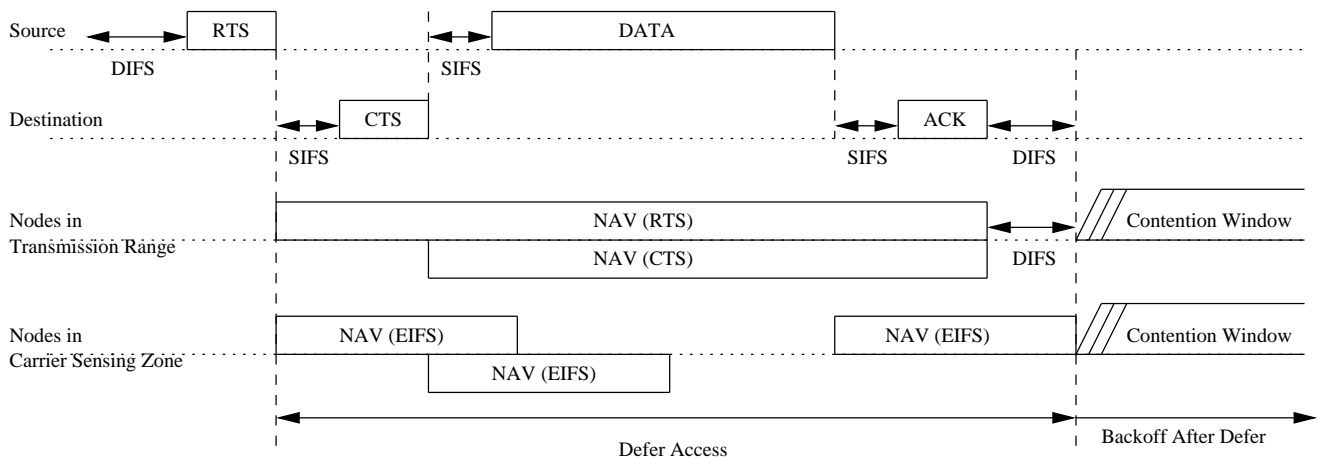 Source
RTS
DATA
DIFS
SIFS
Destination
CTS
ACK
SIFS
SIFS
DIFS
Nodes in
Transmission Range
NAV (RTS)
Contention Window
NAV (CTS)
DIFS
Nodes in
Carrier Sensing Zone
NAV (EIFS)
NAV (EIFS)
Contention Window
NAV (EIFS)
Defer Access
Backoff After Defer